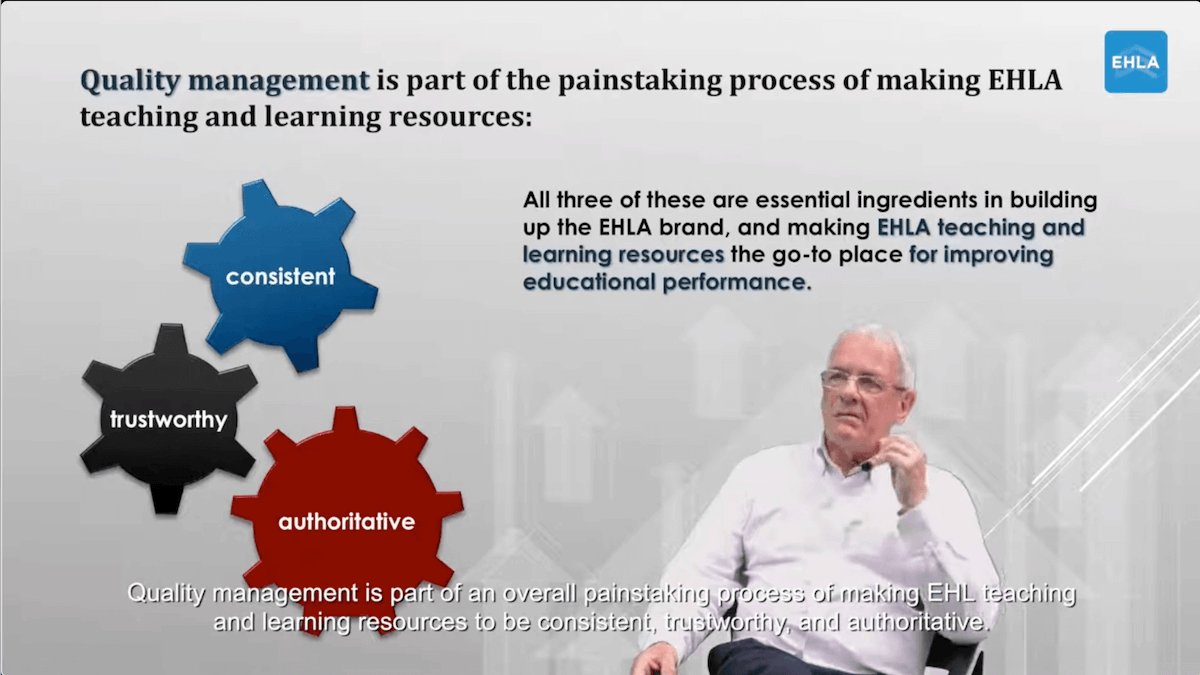 EHLA
Quality management is part of the painstaking process of making EHLA
teaching and learning resources:
All three of these are essential ingredients in building
up the EHLA brand, and making EHLA teaching and
learning resources the go-to place for improving
educational performance.
consistent
trustworthy
authoritative
Quality management is part of an overall painstaking process of making EHL teaching
and learning resources to be consistent, trustworthy, and authoritative.